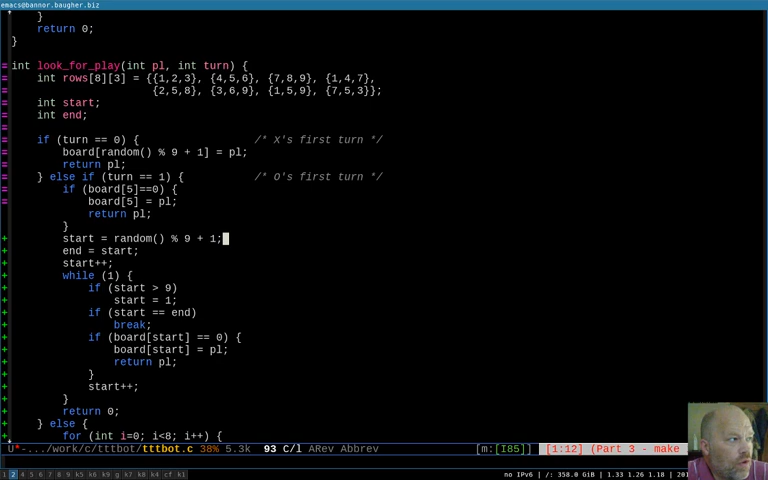 emacs@bannor.baugher.biz
    }
    return 0;
}
int look_for_play(int pl, int turn) {
    int rows[8][3] = {{1,2,3}, {4,5,6}, {7,8,9}, {1,4,7},
                      {2,5,8}, {3,6,9}, {1,5,9}, {7,5,3}};
    int start;
    int end;
    if (turn == 0) {                  /* X's first turn */
        board[random() % 9 + 1] = pl;
        return pl;
    } else if (turn == 1) {           /* O's first turn */
        if (board[5]==0) {
            board[5] = pl;
            return pl;
        }
        start = random() % 9 + 1;
        end = start;
        start++;
        while (1) {
            if (start > 9)
                start = 1;
            if (start == end)
                break;
            if (board[start] == 0) {
                board[start] = pl;
                return pl;
            }
            start++;
        }
        return 0;
    } else {
        for (int i=0; i<8; i++) {
U*-.../work/c/tttbot/tttbot.c 38% 5.3k  93 C/l ARev Abbrev [m:[I85]] [1:12] (Part 3 - make
1 2 4 5 6 7 8 9 k5 k6 k9 g k7 k8 k4 cf k1 no IPv6 | /: 358.0 GiB | 1.33 1.26 1.18 | 201